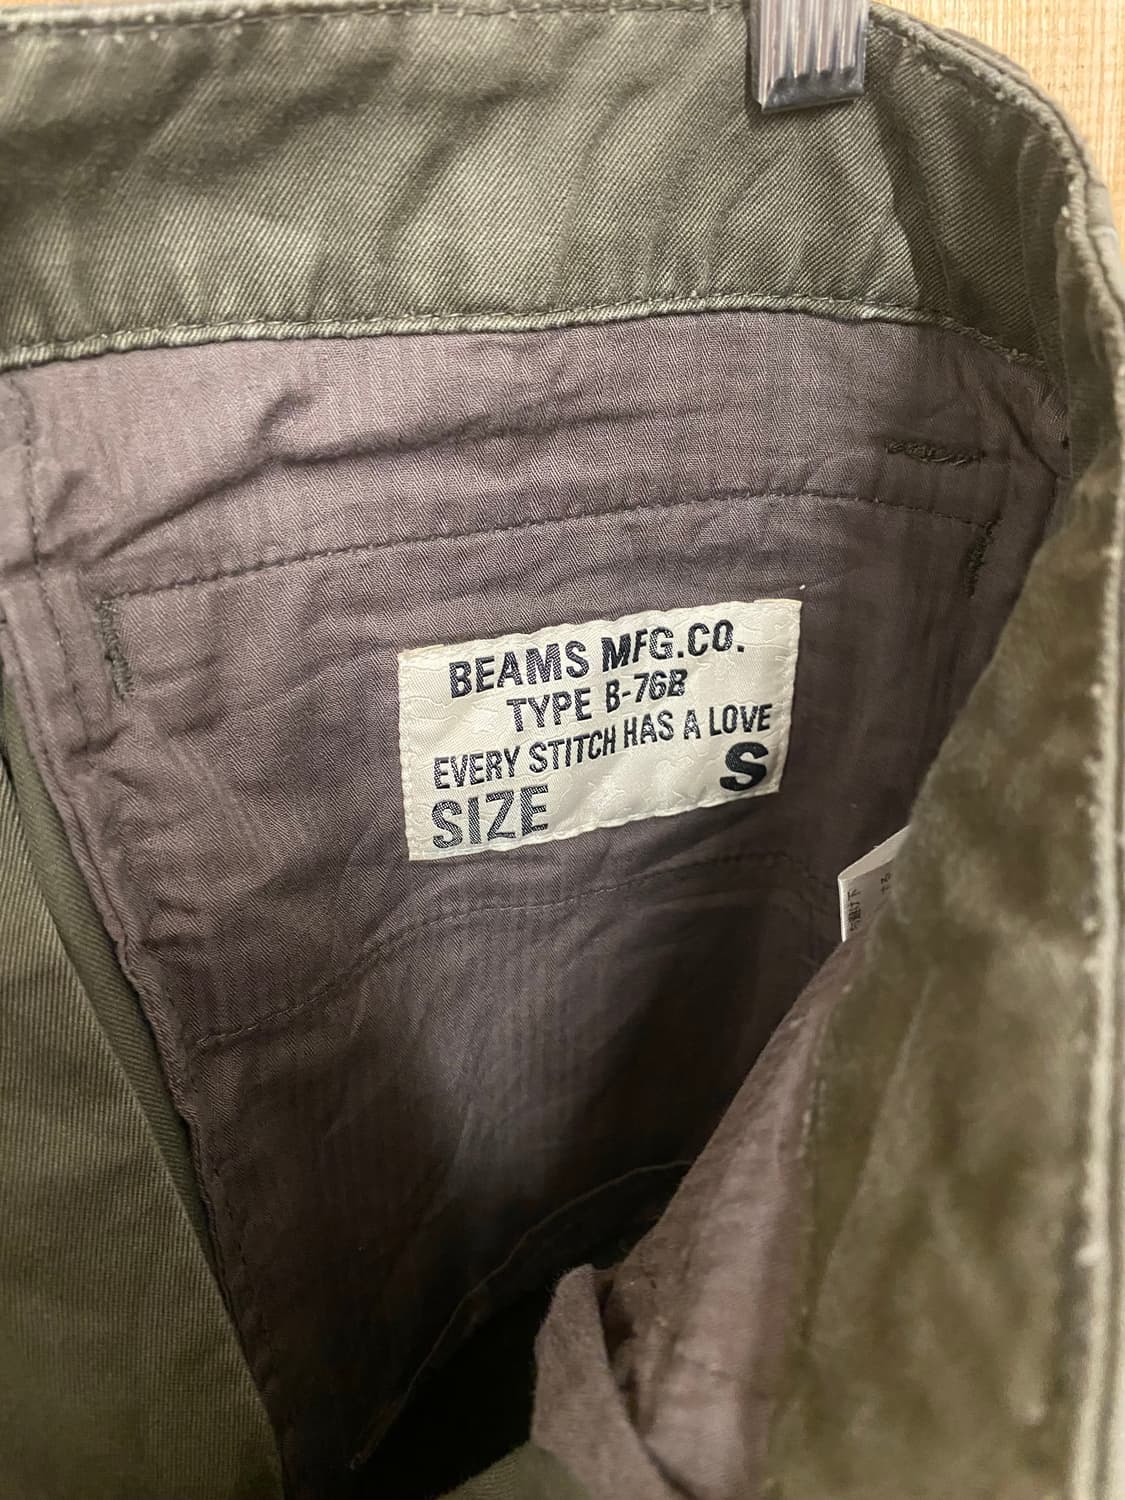 BEAMS MFG.CO.
TYPE B-76B
EVERY STITCH HAS A LOVE
SIZE S